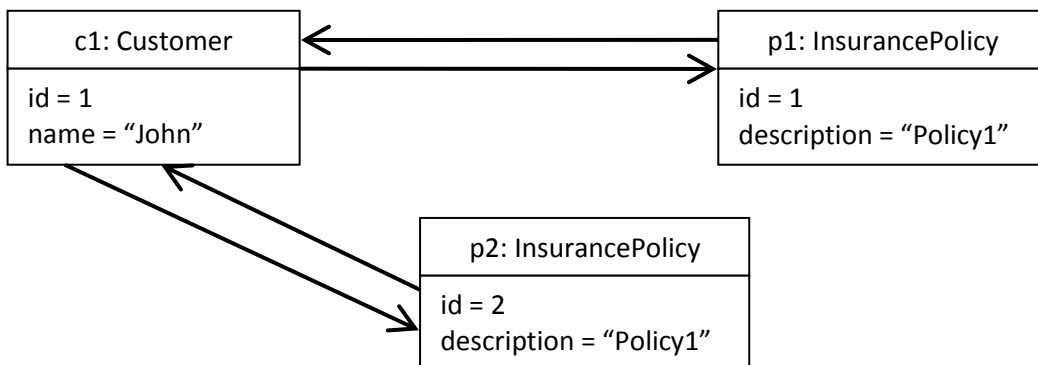 c1: Customer
id = 1
name = “John”
p1: InsurancePolicy
id = 1
description = “Policy1”
p2: InsurancePolicy
id = 2
description = “Policy1”